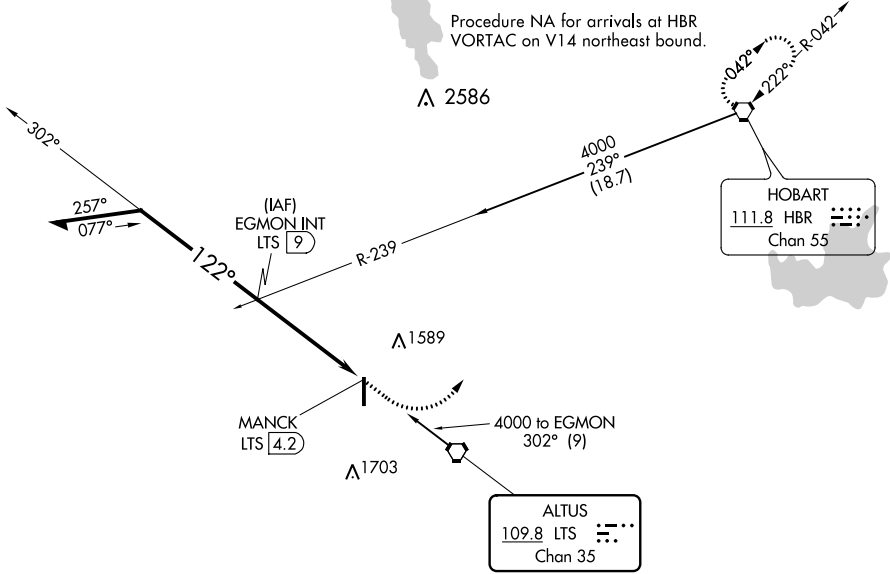 Procedure NA for arrivals at HBR
VORTAC on V14 northeast bound.
R-042
042°
222°
2586
4000
239°
(18.7)
HOBART
111.8 HBR
Chan 55
302°
257°
077°
(IAF)
EGMON INT
LTS 9
122°
R-239
1589
MANCK
LTS 4.2
4000 to EGMON
302° (9)
1703
ALTUS
109.8 LTS
Chan 35